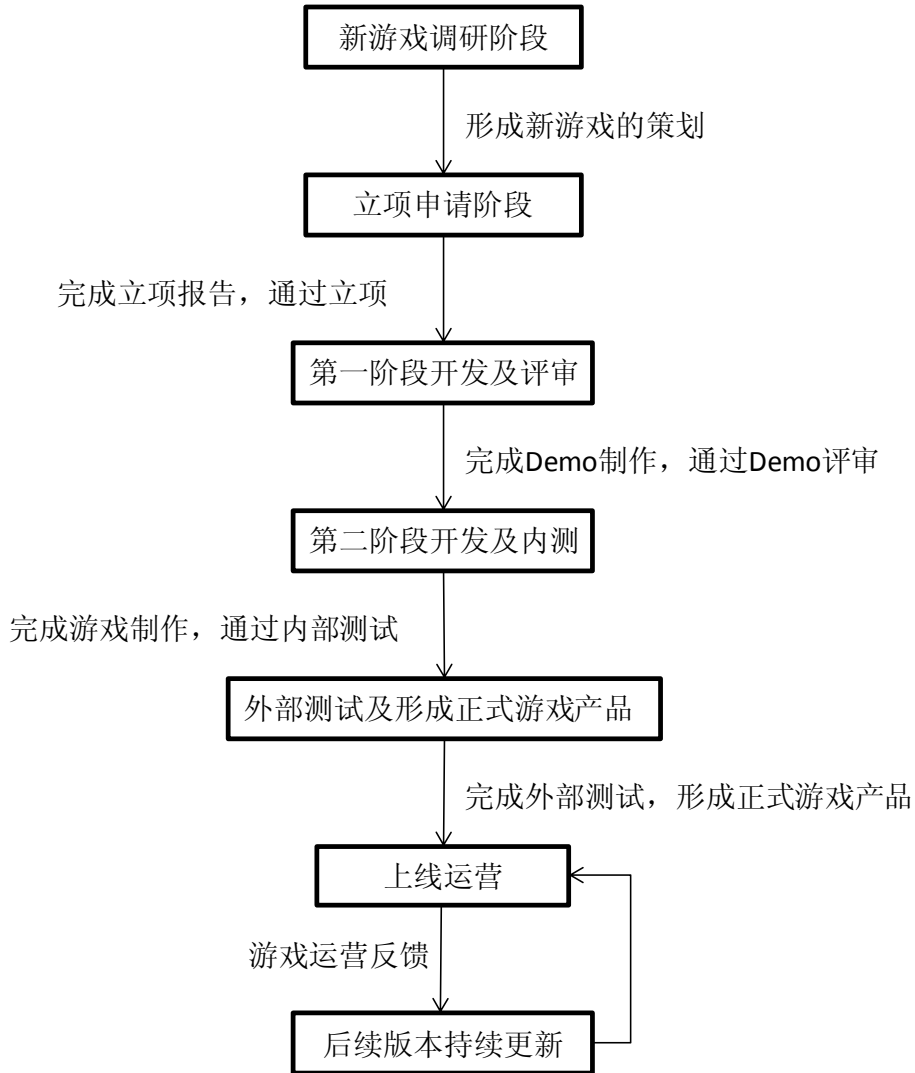 新游戏调研阶段
形成新游戏的策划
立项申请阶段
完成立项报告，通过立项
第一阶段开发及评审
完成Demo制作，通过Demo评审
第二阶段开发及内测
完成游戏制作，通过内部测试
外部测试及形成正式游戏产品
完成外部测试，形成正式游戏产品
上线运营
游戏运营反馈
后续版本持续更新